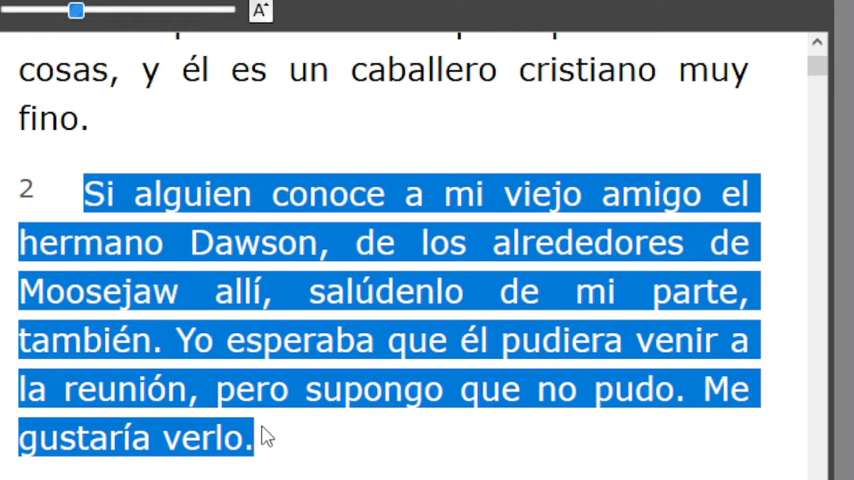 A
cosas, y él es un caballero cristiano muy
fino.
2 Si alguien conoce a mi viejo amigo el
hermano Dawson, de los alrededores de
Moosejaw allí, salúdenlo de mi parte,
también. Yo esperaba que él pudiera venir a
la reunión, pero supongo que no pudo. Me
gustaría verlo.